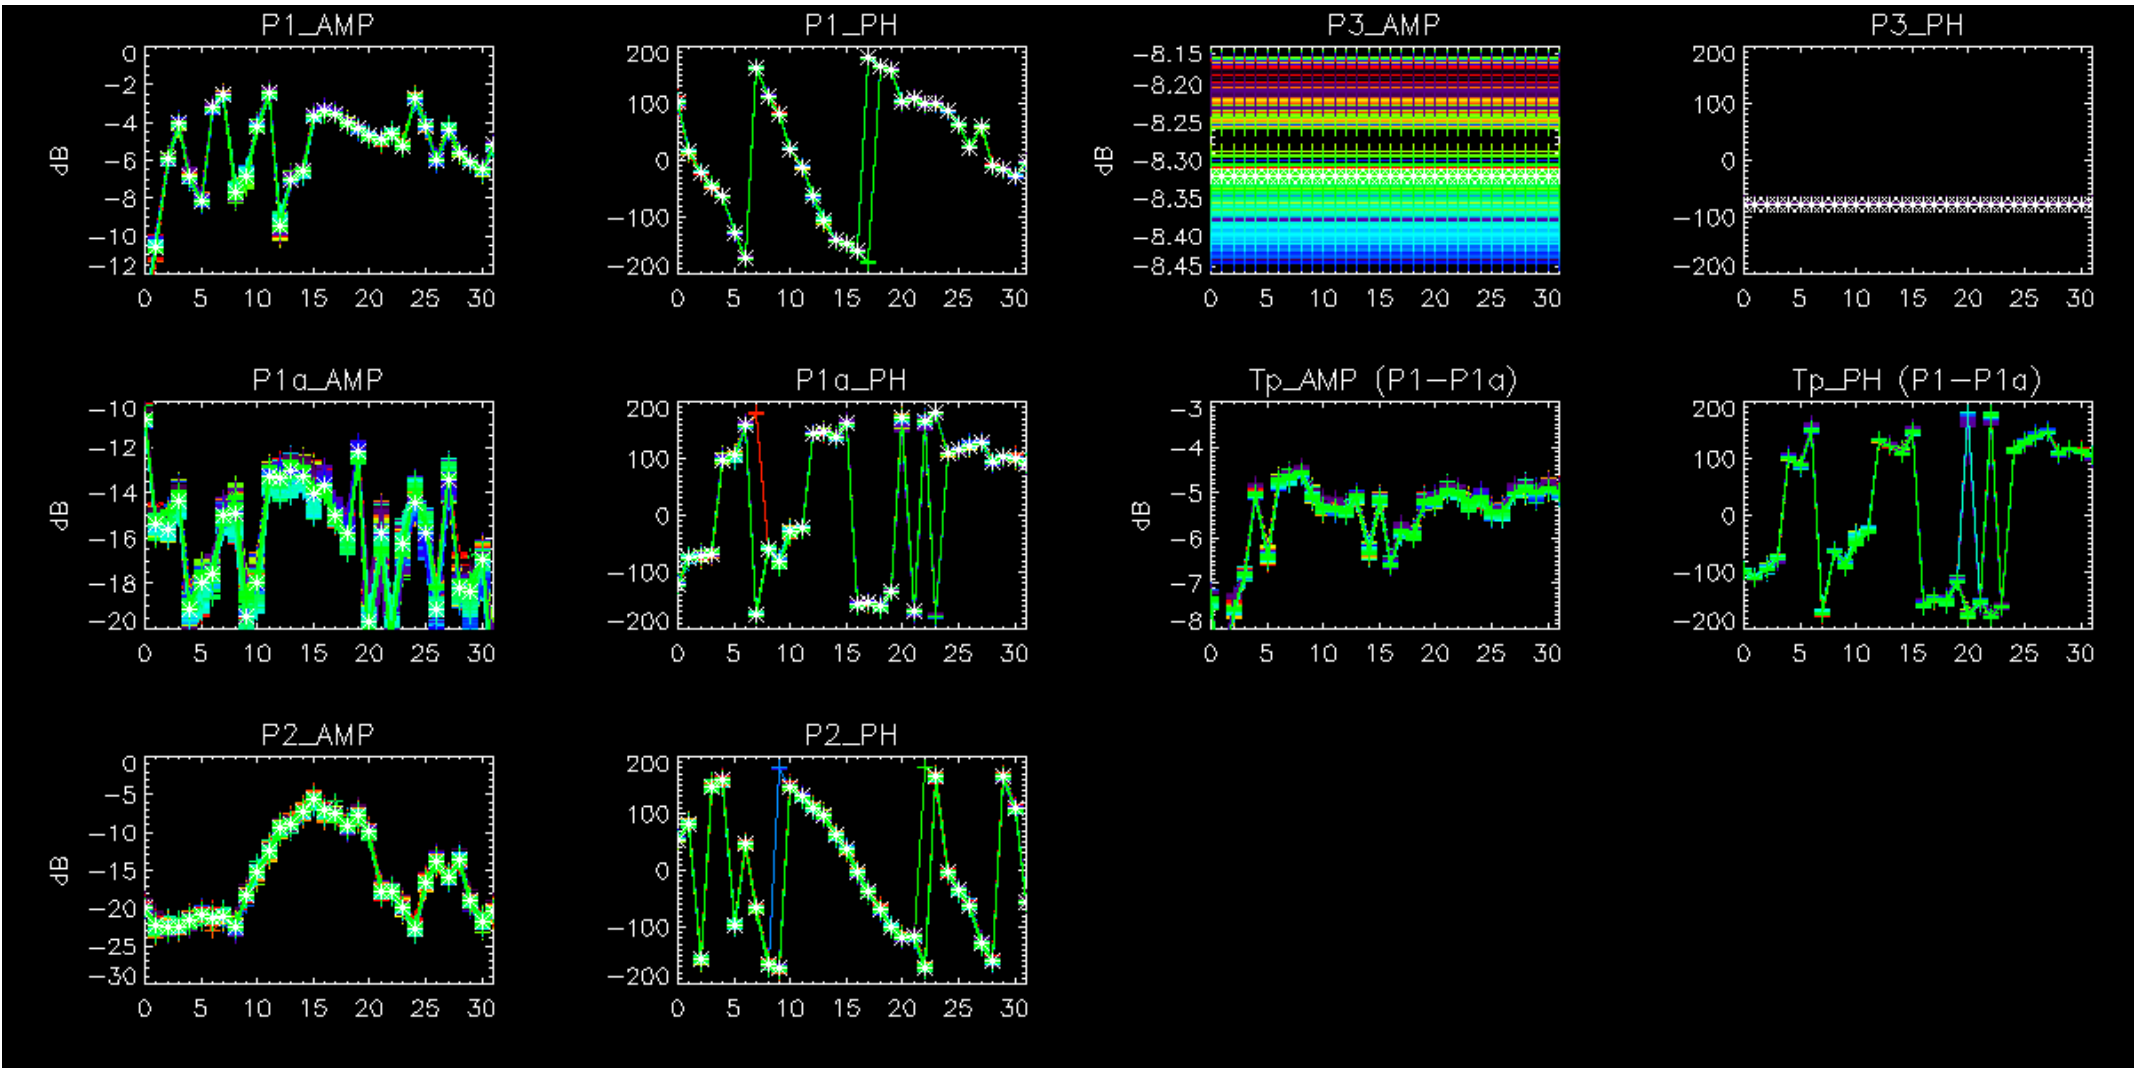 P1_AMP P1_PH P3_AMP P3_PH
0 200 -8.15 200
-2 100 -8.20 100
-4 0 -8.25 0
-6 -100 -8.30 -100
-8 -200 -8.35 -200
-10 -8.40
-12 -8.45
dB dB
0 5 10 15 20 25 30 0 5 10 15 20 25 30 0 5 10 15 20 25 30 0 5 10 15 20 25 30
P1a_AMP P1a_PH Tp_AMP (P1-P1a) Tp_PH (P1-P1a)
-10 200 -3 200
-12 100 -4 100
-14 0 -5 0
-16 -100 -6 -100
-18 -200 -7 -200
-20 -8
dB dB
0 5 10 15 20 25 30 0 5 10 15 20 25 30 0 5 10 15 20 25 30 0 5 10 15 20 25 30
P2_AMP P2_PH
0 200
-5 100
-10 0
-15 -100
-20 -200
-25
-30
dB
0 5 10 15 20 25 30 0 5 10 15 20 25 30